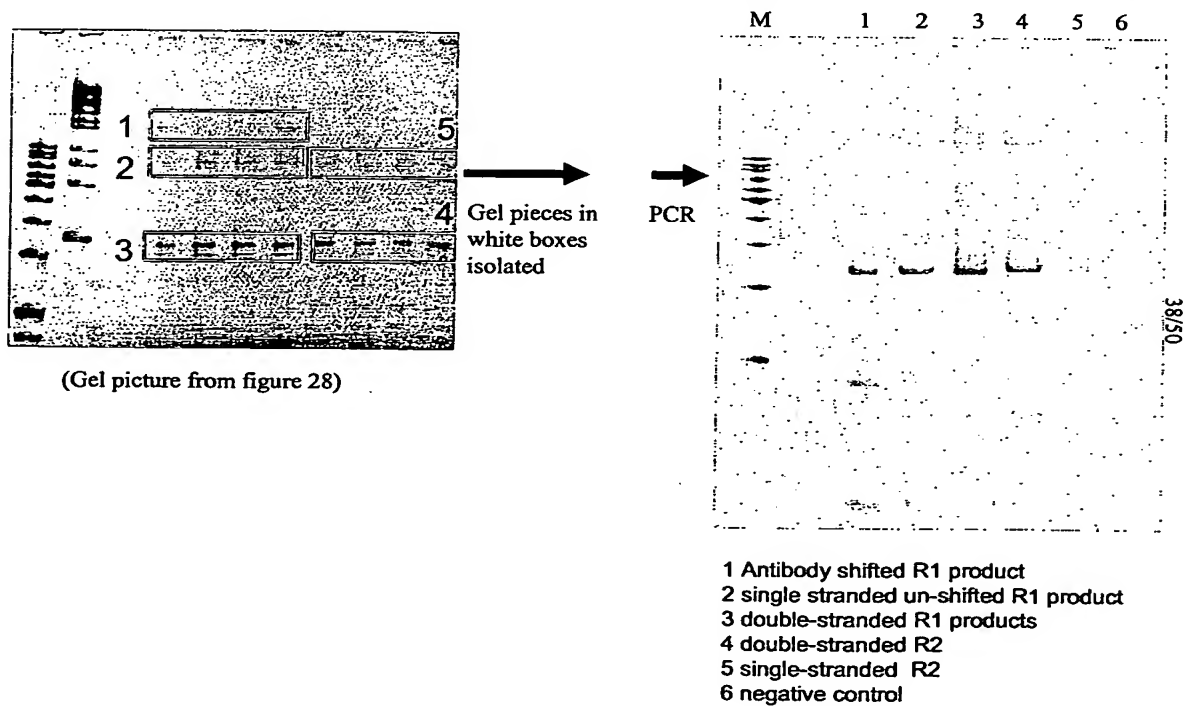 M 1 2 3 4 5 6
1
5
2
4
3
Gel pieces in
white boxes
isolated
PCR
38/50
(Gel picture from figure 28)
1 Antibody shifted R1 product
2 single stranded un-shifted R1 product
3 double-stranded R1 products
4 double-stranded R2
5 single-stranded R2
6 negative control